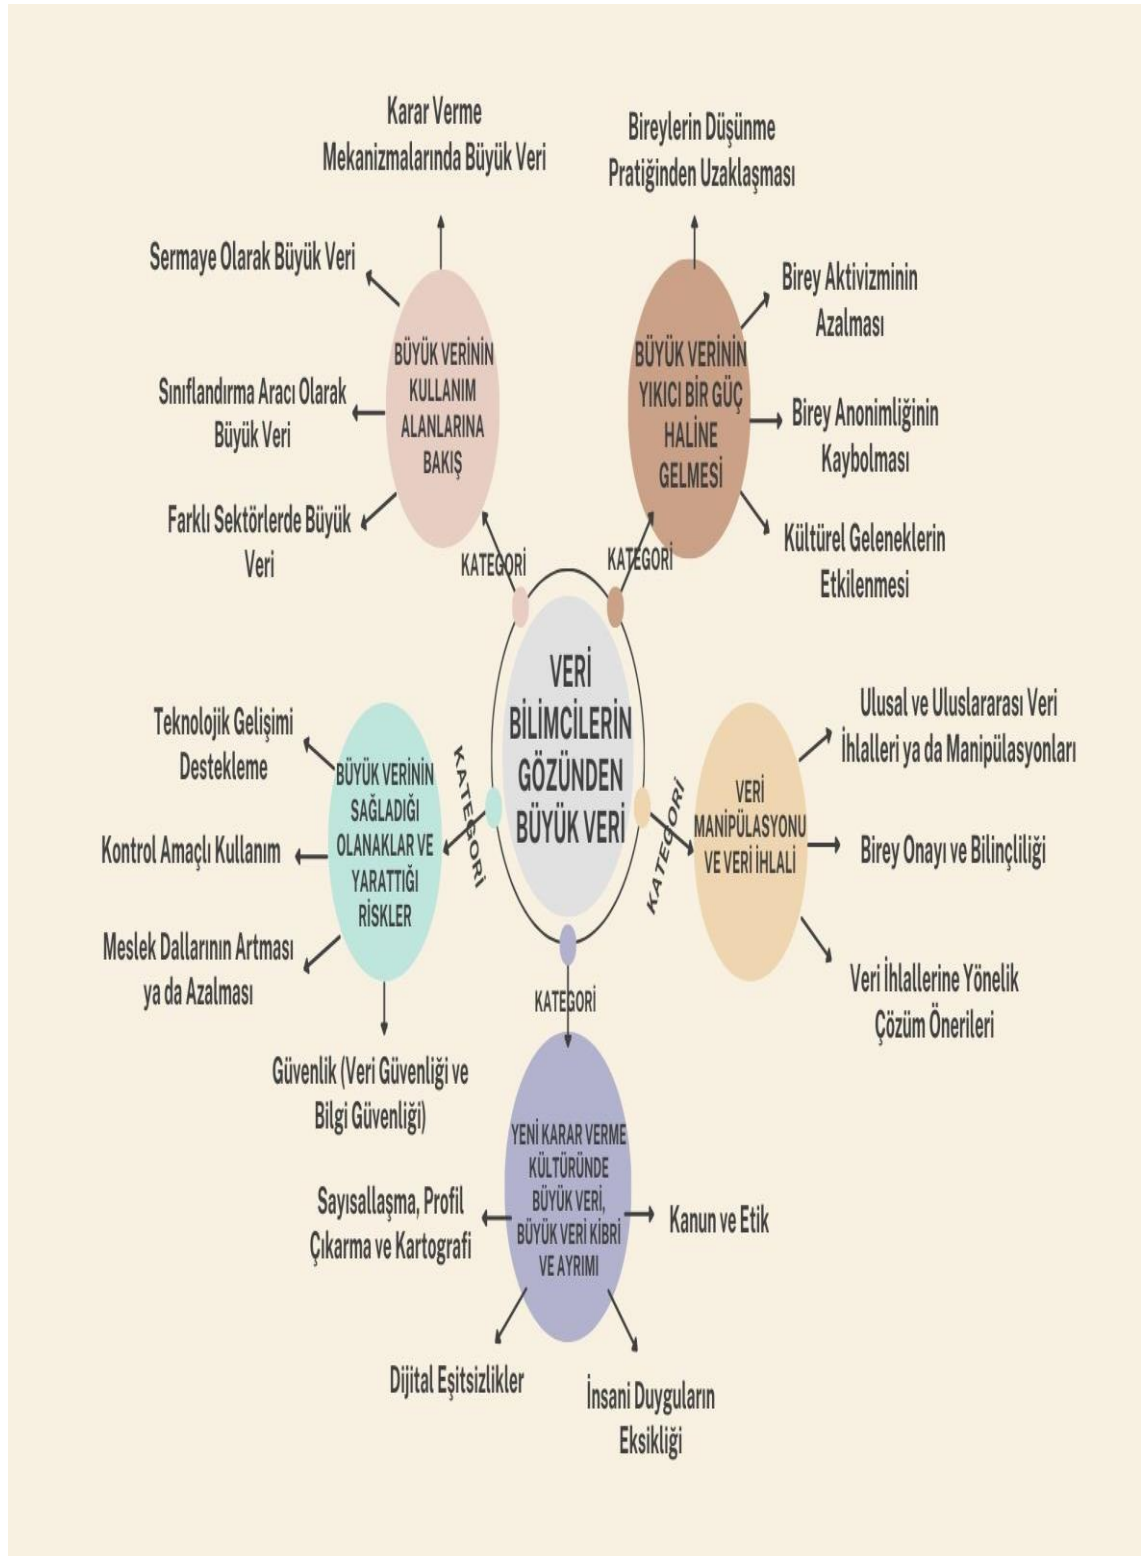 Karar Verme
Mekanizmalarında Büyük Veri
Sermaye Olarak Büyük Veri
Sınıflandırma Aracı Olarak
Büyük Veri
Farklı Sektörlerde Büyük
Veri
BÜYÜK VERİNİN
KULLANIM
ALANLARINA
BAKIŞ
KATEGORİ
Bireylerin Düşünme
Pratiğinden Uzaklaşması
Birey Aktivizminin
Azalması
Birey Anonimliğinin
Kaybolması
Kültürel Geleneklerin
Etkilenmesi
BÜYÜK VERİNİN
YIKICI BİR GÜÇ
HALİNE
GELMESİ
KATEGORİ
VERİ
BİLİMCİLERİN
GÖZÜNDEN
BÜYÜK VERİ
Teknolojik Gelişimi
Destekleme
Kontrol Amaçlı Kullanım
Meslek Dallarının Artması
ya da Azalması
Güvenlik (Veri Güvenliği ve
Bilgi Güvenliği)
BÜYÜK VERİNİN
SAĞLADIĞI
OLANAKLAR VE
YARATTIĞI
RİSKLER
KATEGORİ
KATEGORİ
VERİ
MANİPÜLASYONU
VE VERİ İHLALİ
Ulusal ve Uluslararası Veri
İhlalleri ya da Manipülasyonları
Birey Onayı ve Bilinçliliği
Veri İhlallerine Yönelik
Çözüm Önerileri
KATEGORİ
YENİ KARAR VERME
KÜLTÜRÜNDE
BÜYÜK VERİ,
BÜYÜK VERİ KİBRİ
VE AYRIMI
Sayısallaşma, Profil
Çıkarma ve Kartografi
Kanun ve Etik
Dijital Eşitsizlikler
İnsani Duyguların
Eksikliği